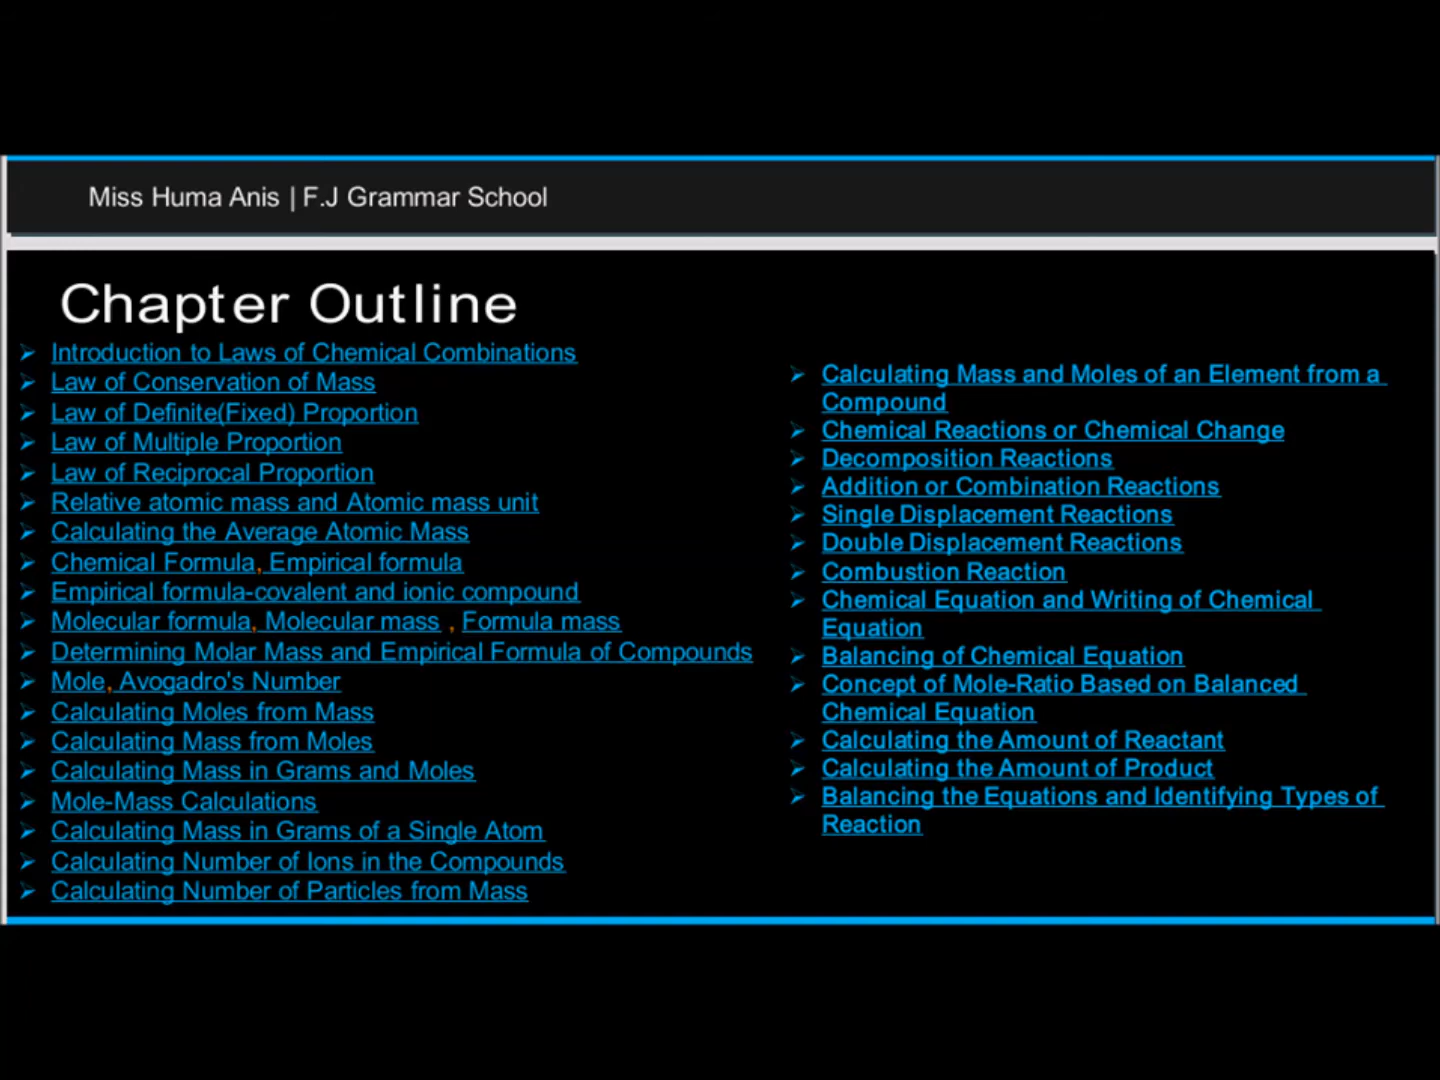 Miss Huma Anis | F.J Grammar School
Chapter Outline
Introduction to Laws of Chemical Combinations
Law of Conservation of Mass
Law of Definite(Fixed) Proportion
Law of Multiple Proportion
Law of Reciprocal Proportion
Relative atomic mass and Atomic mass unit
Calculating the Average Atomic Mass
Chemical Formula, Empirical formula
Empirical formula-covalent and ionic compound
Molecular formula, Molecular mass , Formula mass
Determining Molar Mass and Empirical Formula of Compounds
Mole, Avogadro's Number
Calculating Moles from Mass
Calculating Mass from Moles
Calculating Mass in Grams and Moles
Mole-Mass Calculations
Calculating Mass in Grams of a Single Atom
Calculating Number of Ions in the Compounds
Calculating Number of Particles from Mass
Calculating Mass and Moles of an Element from a
Compound
Chemical Reactions or Chemical Change
Decomposition Reactions
Addition or Combination Reactions
Single Displacement Reactions
Double Displacement Reactions
Combustion Reaction
Chemical Equation and Writing of Chemical
Equation
Balancing of Chemical Equation
Concept of Mole-Ratio Based on Balanced
Chemical Equation
Calculating the Amount of Reactant
Calculating the Amount of Product
Balancing the Equations and Identifying Types of
Reaction